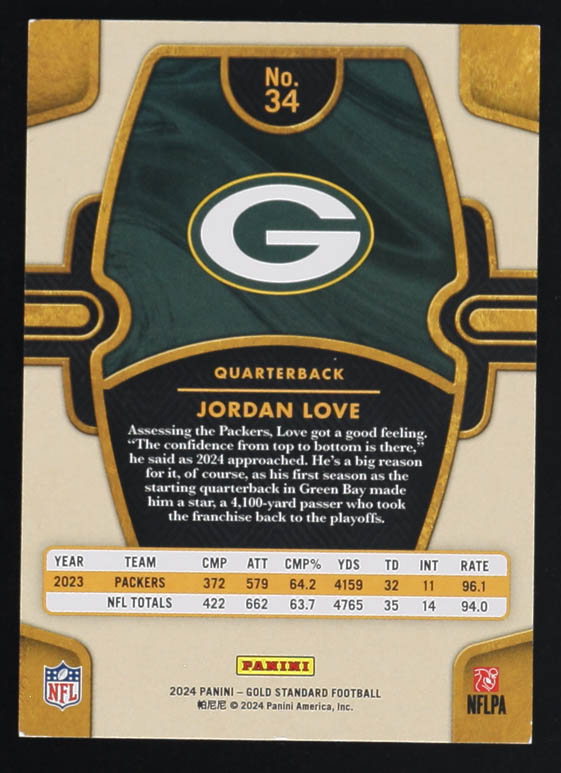 No.
34
G
QUARTERBACK
JORDAN LOVE
Assessing the Packers, Love got a good feeling.
“The confidence from top to bottom is there,”
he said as 2024 approached. He’s a big reason
for it, of course, as his first season as the
starting quarterback in Green Bay made
him a star, a 4,100-yard passer who took
the franchise back to the playoffs.
YEAR TEAM CMP ATT CMP% YDS TD INT RATE
2023 PACKERS 372 579 64.2 4159 32 11 96.1
NFL TOTALS 422 662 63.7 4765 35 14 94.0
PANINI
NFL
2024 PANINI – GOLD STANDARD FOOTBALL
帕尼尼 © 2024 Panini America, Inc.
NFLPA